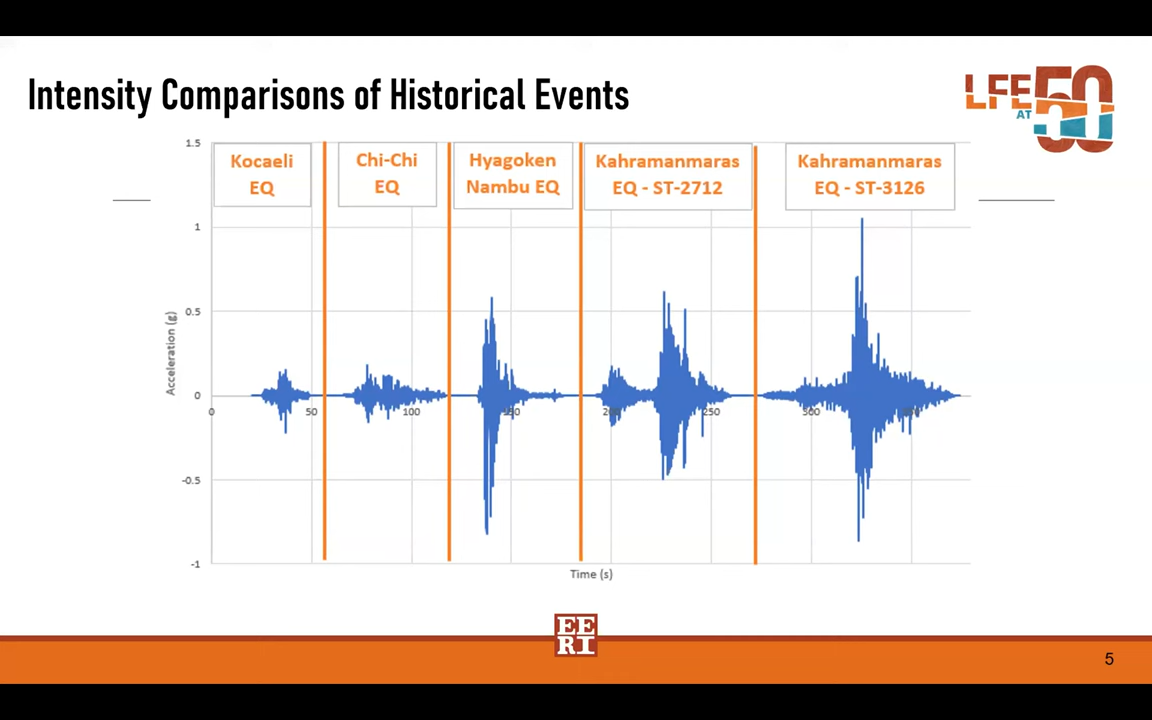 Intensity Comparisons of Historical Events
LFE
AT
50
1.5
Kocaeli
EQ
Chi-Chi
EQ
Hyagoken
Nambu EQ
Kahramanmaras
EQ - ST-2712
Kahramanmaras
EQ - ST-3126
1
0.5
0
-0.5
-1
Acceleration (g)
0
50
100
250
Time (s)
EE
RI
5